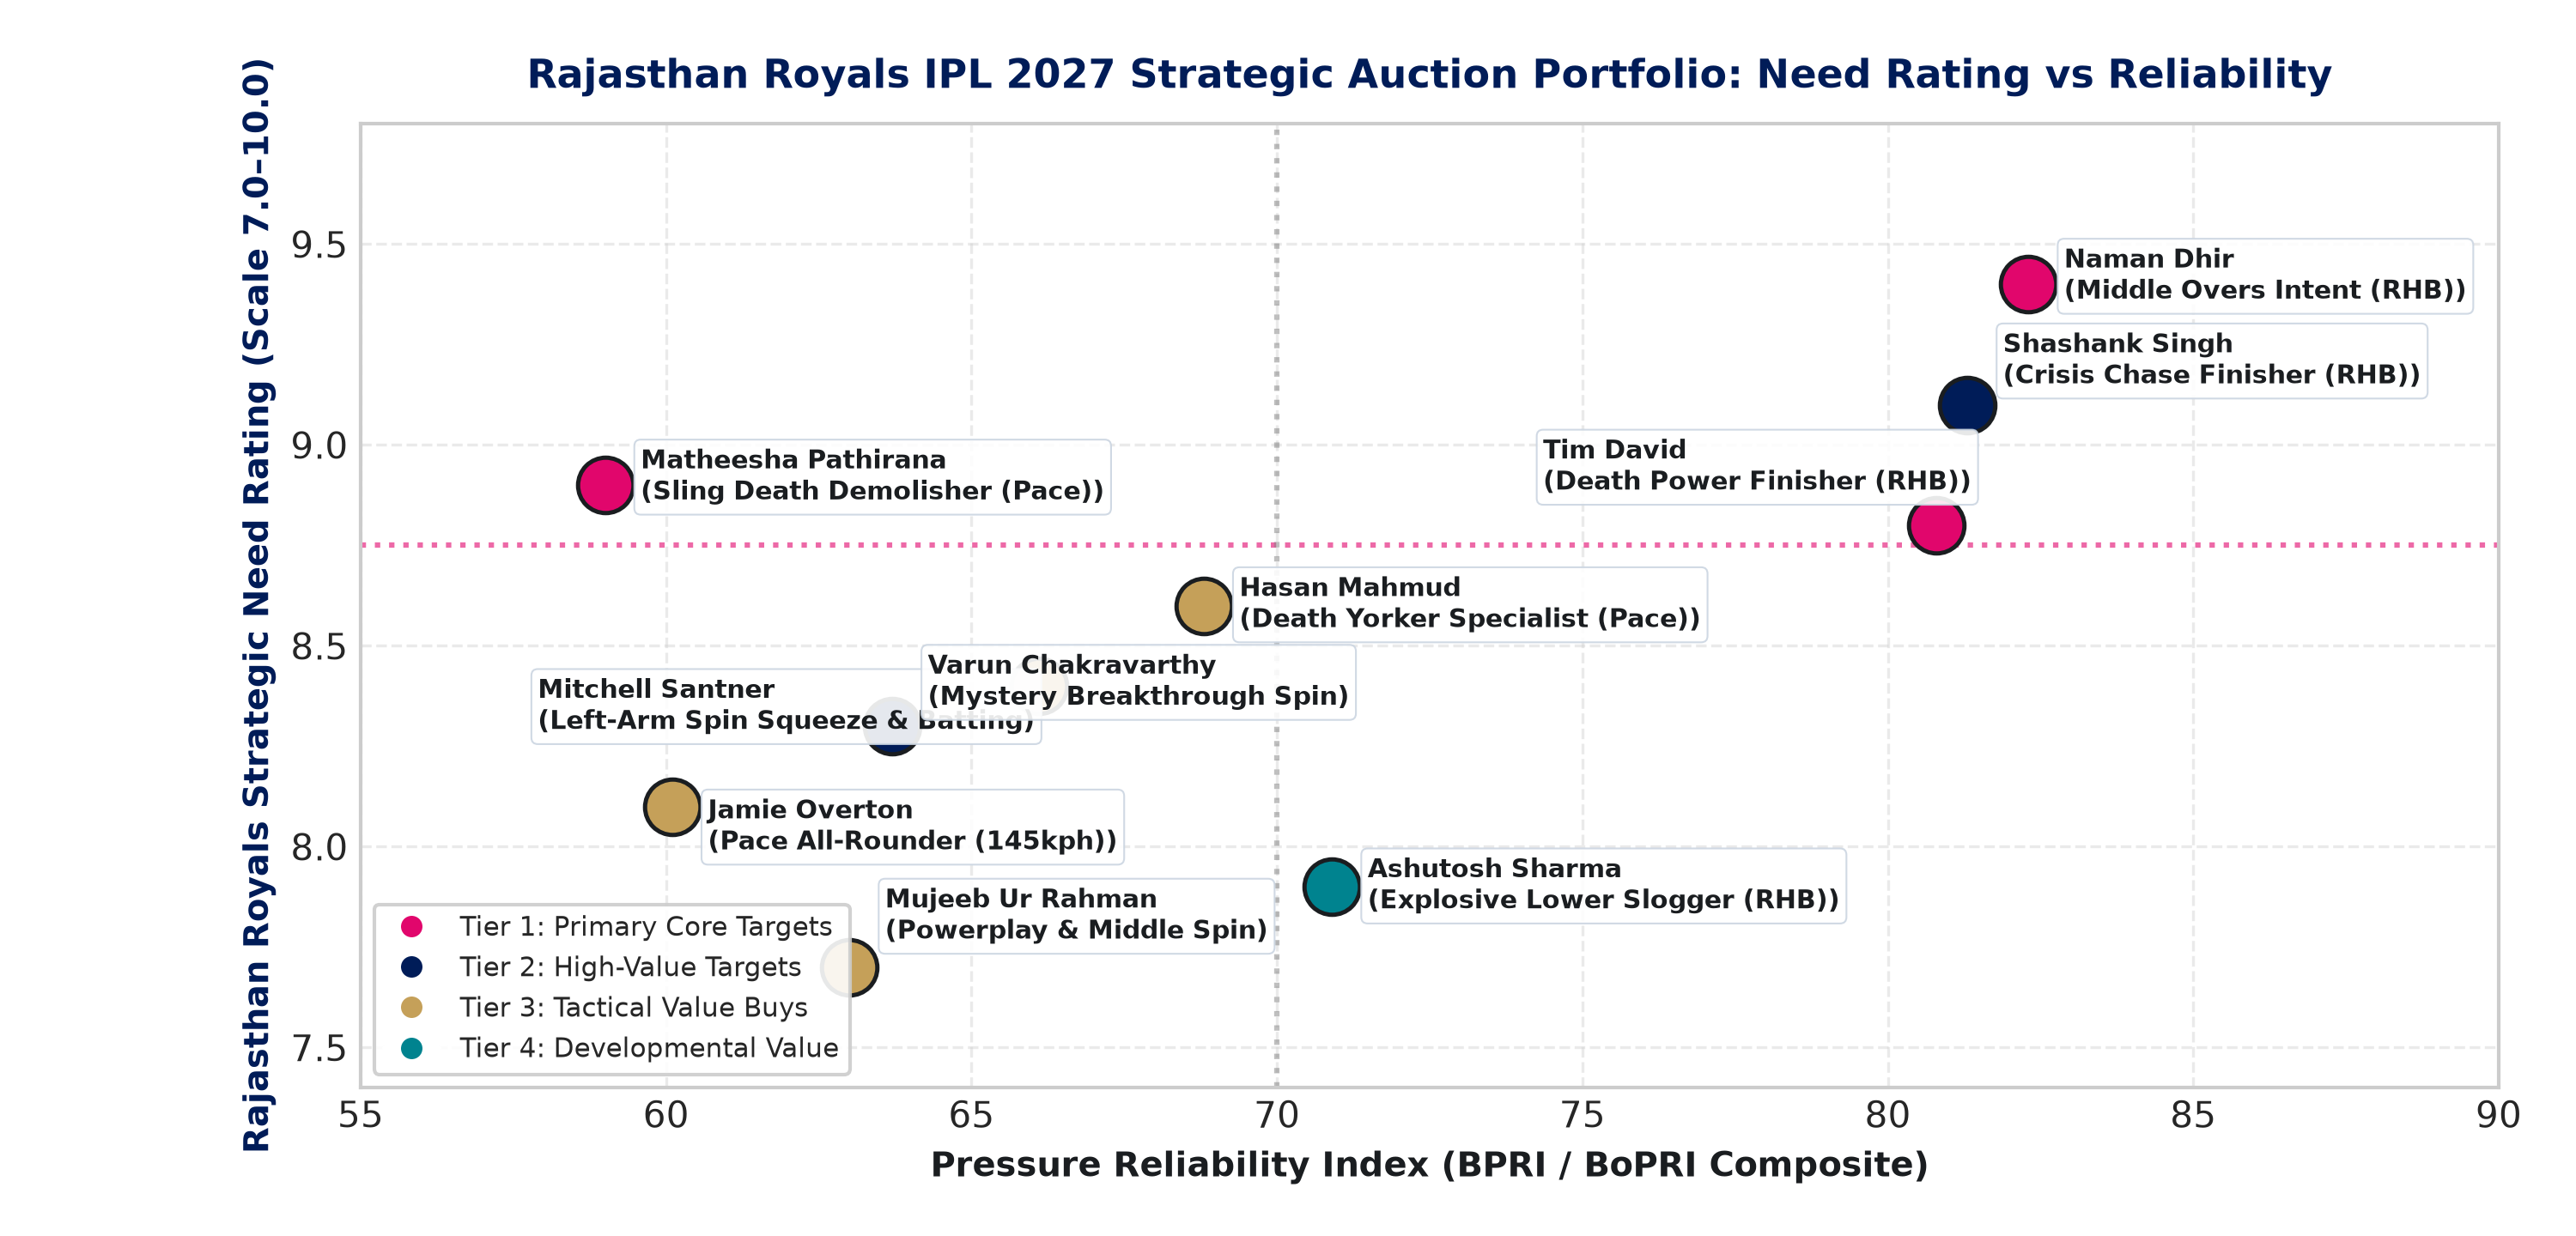 Rajasthan Royals IPL 2027 Strategic Auction Portfolio: Need Rating vs Reliability
Rajasthan Royals Strategic Need Rating (Scale 7.0–10.0)
9.5
9.0
8.5
8.0
7.5
Naman Dhir
(Middle Overs Intent (RHB))
Shashank Singh
(Crisis Chase Finisher (RHB))
Tim David
(Death Power Finisher (RHB))
Matheesha Pathirana
(Sling Death Demolisher (Pace))
Hasan Mahmud
(Death Yorker Specialist (Pace))
Varun Chakravarthy
(Mystery Breakthrough Spin)
Mitchell Santner
(Left-Arm Spin Squeeze & Batting)
Jamie Overton
(Pace All-Rounder (145kph))
Ashutosh Sharma
(Explosive Lower Slogger (RHB))
Mujeeb Ur Rahman
(Powerplay & Middle Spin)
Tier 1: Primary Core Targets
Tier 2: High-Value Targets
Tier 3: Tactical Value Buys
Tier 4: Developmental Value
55 60 65 70 75 80 85 90
Pressure Reliability Index (BPRI / BoPRI Composite)